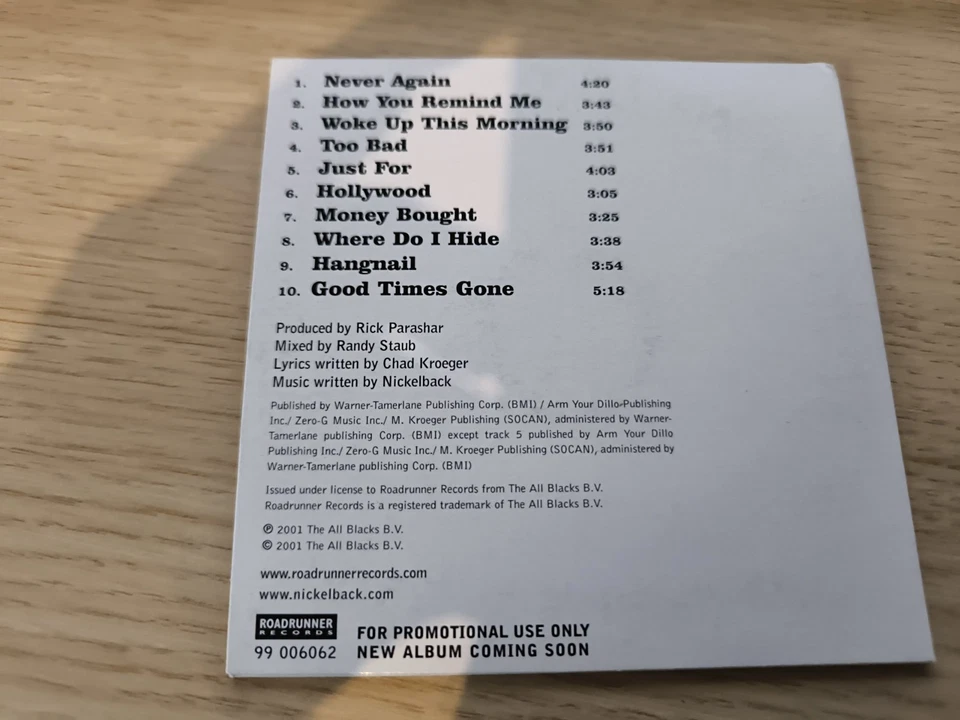 1. Never Again 4:20
2. How You Remind Me 3:43
3. Woke Up This Morning 3:50
4. Too Bad 3:51
5. Just For 4:03
6. Hollywood 3:05
7. Money Bought 3:25
8. Where Do I Hide 3:38
9. Hangnail 3:54
10. Good Times Gone 5:18
Produced by Rick Parashar
Mixed by Randy Staub
Lyrics written by Chad Kroeger
Music written by Nickelback
Published by Warner-Tamerlane Publishing Corp. (BMI) / Arm Your Dillo-Publishing
Inc./ Zero-G Music Inc./ M. Kroeger Publishing (SOCAN), administered by Warner-
Tamerlane publishing Corp. (BMI) except track 5 published by Arm Your Dillo
Publishing Inc./ Zero-G Music Inc./ M. Kroeger Publishing (SOCAN), administered by
Warner-Tamerlane publishing Corp. (BMI)
Issued under license to Roadrunner Records from The All Blacks B.V.
Roadrunner Records is a registered trademark of The All Blacks B.V.
℗ 2001 The All Blacks B.V.
© 2001 The All Blacks B.V.
www.roadrunnerrecords.com
www.nickelback.com
ROADRUNNER
RECORDS
99 006062
FOR PROMOTIONAL USE ONLY
NEW ALBUM COMING SOON